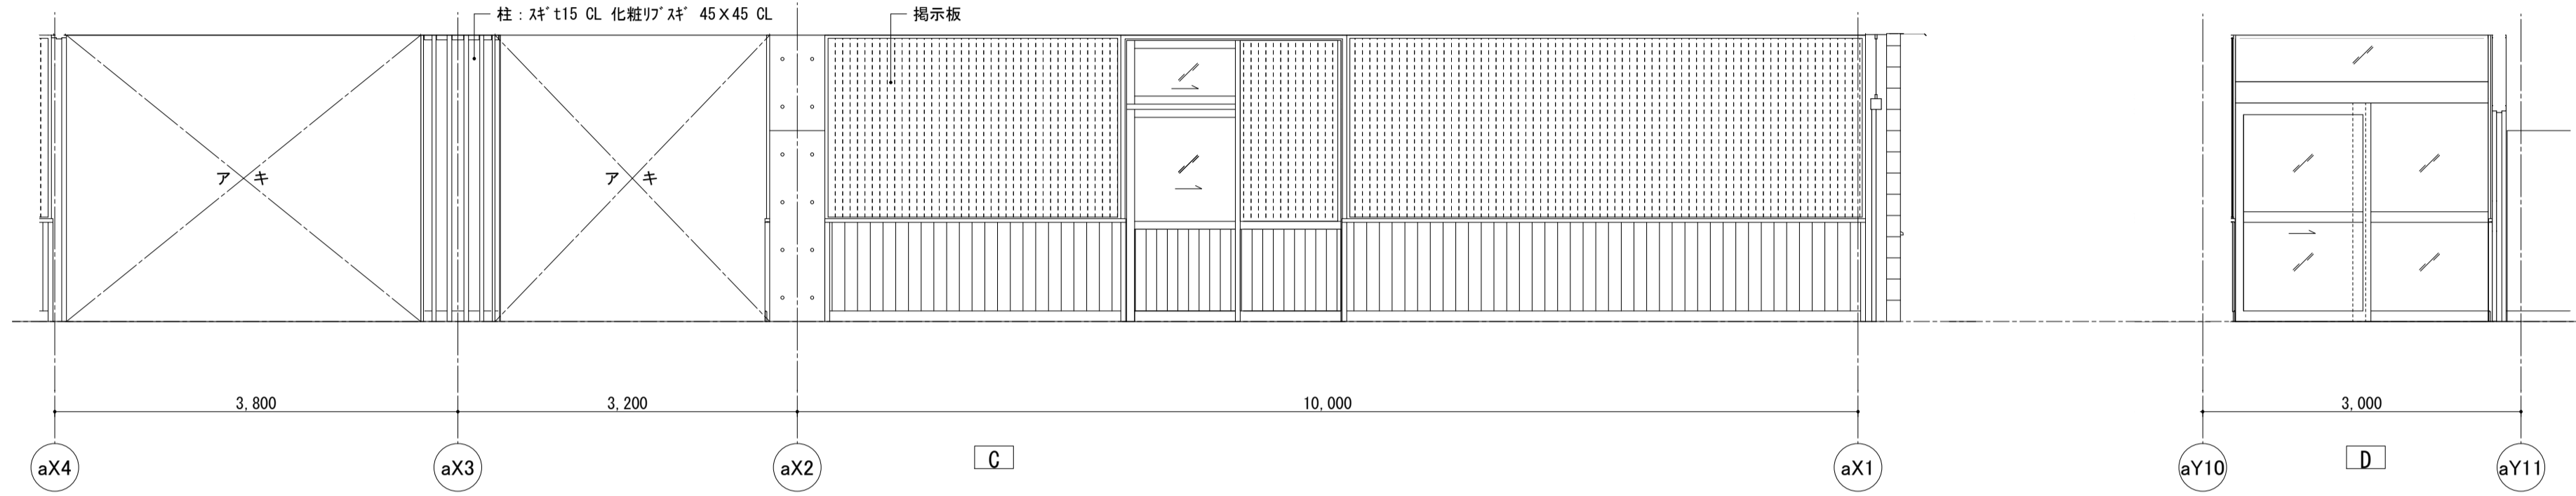 柱：スギt15 CL 化粧リブスギ 45×45 CL
掲示板
ア キ
ア キ
3,800
3,200
10,000
3,000
aX4
aX3
aX2
C
aX1
aY10
D
aY11